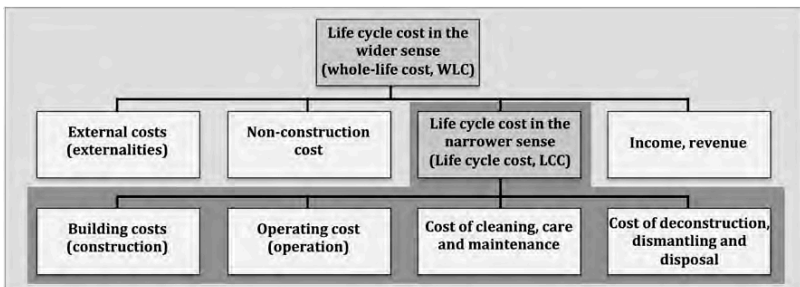 Life cycle cost in the
wider sense
(whole-life cost, WLC)
External costs
(externalities)
Non-construction
cost
Life cycle cost in the
narrower sense
(Life cycle cost, LCC)
Income, revenue
Building costs
(construction)
Operating cost
(operation)
Cost of cleaning, care
and maintenance
Cost of deconstruction,
dismantling and
disposal